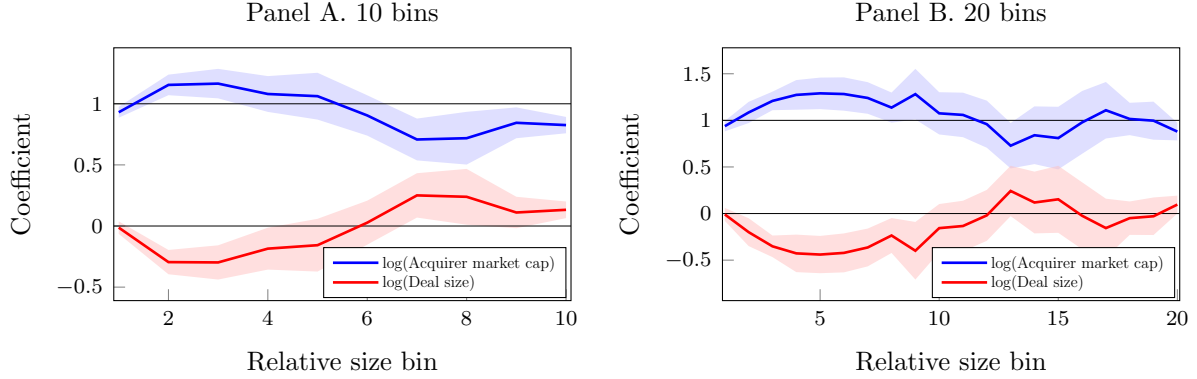 Panel A. 10 bins
Coefficient
1
0.5
0
−0.5
2
4
6
8
10
log(Acquirer market cap)
log(Deal size)
Relative size bin
Panel B. 20 bins
Coefficient
1.5
1
0.5
0
−0.5
5
10
15
20
log(Acquirer market cap)
log(Deal size)
Relative size bin